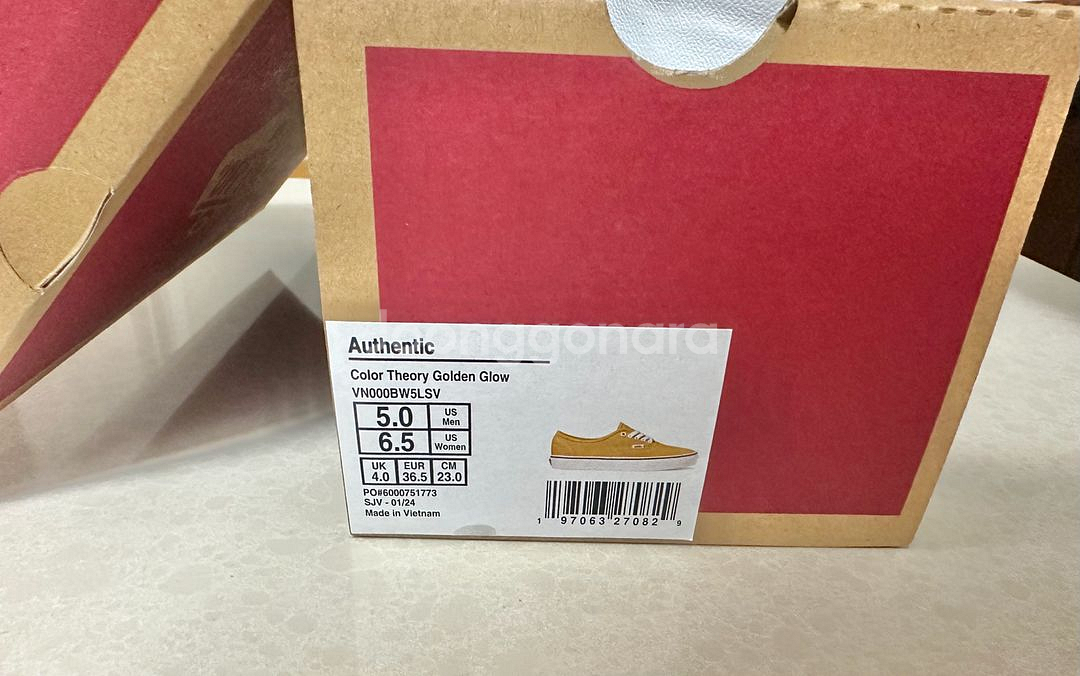 joonggonara
Authentic
Color Theory Golden Glow
VN000BW5LSV
5.0 US Men
6.5 US Women
UK 4.0 EUR 36.5 CM 23.0
PO#6000751773
SJV - 01/24
Made in Vietnam
1 97063 27082 9